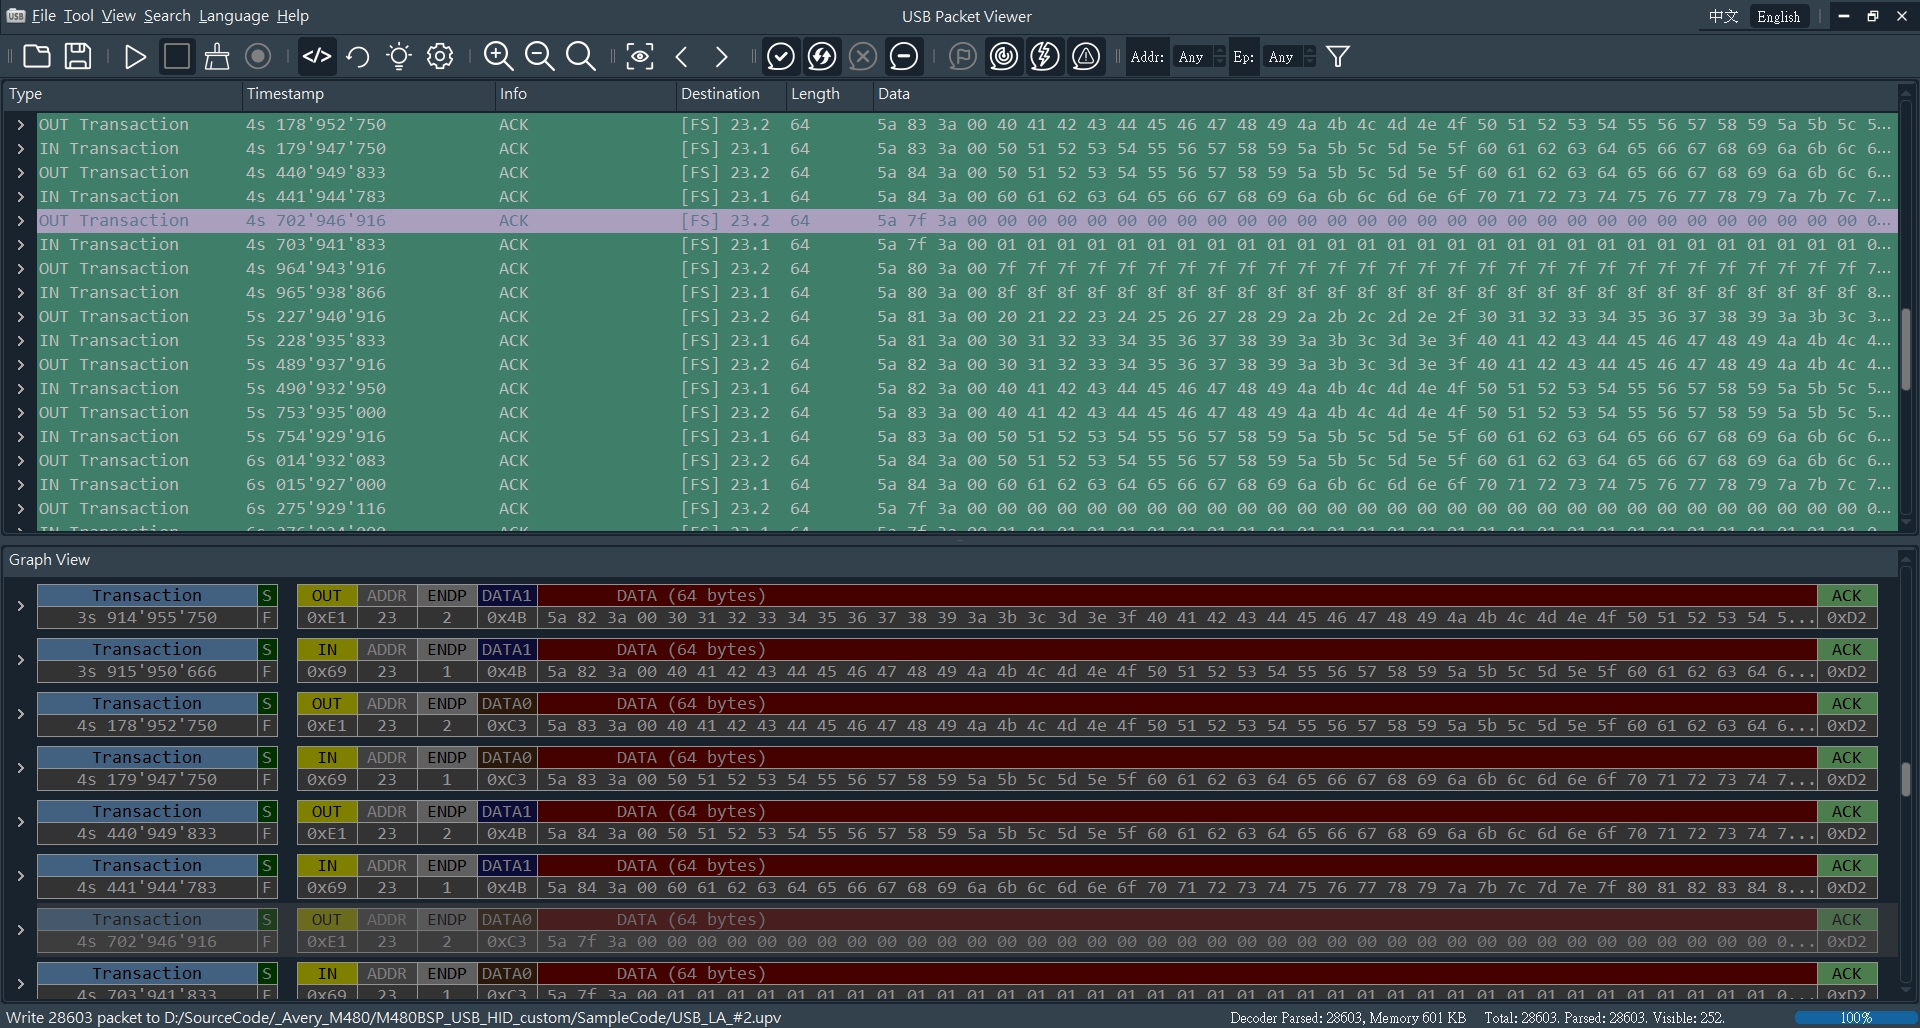 USB File Tool View Search Language Help USB Packet Viewer 中文 English
</> Addr: Any Ep: Any
Type Timestamp Info Destination Length Data
OUT Transaction 4s 178'952'750 ACK [FS] 23.2 64 5a 83 3a 00 40 41 42 43 44 45 46 47 48 49 4a 4b 4c 4d 4e 4f 50 51 52 53 54 55 56 57 58 59 5a 5b 5c 5...
IN Transaction 4s 179'947'750 ACK [FS] 23.1 64 5a 83 3a 00 50 51 52 53 54 55 56 57 58 59 5a 5b 5c 5d 5e 5f 60 61 62 63 64 65 66 67 68 69 6a 6b 6c 6...
OUT Transaction 4s 440'949'833 ACK [FS] 23.2 64 5a 84 3a 00 50 51 52 53 54 55 56 57 58 59 5a 5b 5c 5d 5e 5f 60 61 62 63 64 65 66 67 68 69 6a 6b 6c 6...
IN Transaction 4s 441'944'783 ACK [FS] 23.1 64 5a 84 3a 00 60 61 62 63 64 65 66 67 68 69 6a 6b 6c 6d 6e 6f 70 71 72 73 74 75 76 77 78 79 7a 7b 7c 7...
OUT Transaction 4s 702'946'916 ACK [FS] 23.2 64 5a 7f 3a 00 00 00 00 00 00 00 00 00 00 00 00 00 00 00 00 00 00 00 00 00 00 00 00 00 00 00 00 00 00 0...
IN Transaction 4s 703'941'833 ACK [FS] 23.1 64 5a 7f 3a 00 01 01 01 01 01 01 01 01 01 01 01 01 01 01 01 01 01 01 01 01 01 01 01 01 01 01 01 01 01 0...
OUT Transaction 4s 964'943'916 ACK [FS] 23.2 64 5a 80 3a 00 7f 7f 7f 7f 7f 7f 7f 7f 7f 7f 7f 7f 7f 7f 7f 7f 7f 7f 7f 7f 7f 7f 7f 7f 7f 7f 7f 7f 7f 7...
IN Transaction 4s 965'938'866 ACK [FS] 23.1 64 5a 80 3a 00 8f 8f 8f 8f 8f 8f 8f 8f 8f 8f 8f 8f 8f 8f 8f 8f 8f 8f 8f 8f 8f 8f 8f 8f 8f 8f 8f 8f 8f 8...
OUT Transaction 5s 227'940'916 ACK [FS] 23.2 64 5a 81 3a 00 20 21 22 23 24 25 26 27 28 29 2a 2b 2c 2d 2e 2f 30 31 32 33 34 35 36 37 38 39 3a 3b 3c 3...
IN Transaction 5s 228'935'833 ACK [FS] 23.1 64 5a 81 3a 00 30 31 32 33 34 35 36 37 38 39 3a 3b 3c 3d 3e 3f 40 41 42 43 44 45 46 47 48 49 4a 4b 4c 4...
OUT Transaction 5s 489'937'916 ACK [FS] 23.2 64 5a 82 3a 00 30 31 32 33 34 35 36 37 38 39 3a 3b 3c 3d 3e 3f 40 41 42 43 44 45 46 47 48 49 4a 4b 4c 4...
IN Transaction 5s 490'932'950 ACK [FS] 23.1 64 5a 82 3a 00 40 41 42 43 44 45 46 47 48 49 4a 4b 4c 4d 4e 4f 50 51 52 53 54 55 56 57 58 59 5a 5b 5c 5...
OUT Transaction 5s 753'935'000 ACK [FS] 23.2 64 5a 83 3a 00 40 41 42 43 44 45 46 47 48 49 4a 4b 4c 4d 4e 4f 50 51 52 53 54 55 56 57 58 59 5a 5b 5c 5...
IN Transaction 5s 754'929'916 ACK [FS] 23.1 64 5a 83 3a 00 50 51 52 53 54 55 56 57 58 59 5a 5b 5c 5d 5e 5f 60 61 62 63 64 65 66 67 68 69 6a 6b 6c 6...
OUT Transaction 6s 014'932'083 ACK [FS] 23.2 64 5a 84 3a 00 50 51 52 53 54 55 56 57 58 59 5a 5b 5c 5d 5e 5f 60 61 62 63 64 65 66 67 68 69 6a 6b 6c 6...
IN Transaction 6s 015'927'000 ACK [FS] 23.1 64 5a 84 3a 00 60 61 62 63 64 65 66 67 68 69 6a 6b 6c 6d 6e 6f 70 71 72 73 74 75 76 77 78 79 7a 7b 7c 7...
OUT Transaction 6s 275'929'116 ACK [FS] 23.2 64 5a 7f 3a 00 00 00 00 00 00 00 00 00 00 00 00 00 00 00 00 00 00 00 00 00 00 00 00 00 00 00 00 00 00 0...
Graph View
Transaction S OUT ADDR ENDP DATA1 DATA (64 bytes) ACK
3s 914'955'750 F 0xE1 23 2 0x4B 5a 82 3a 00 30 31 32 33 34 35 36 37 38 39 3a 3b 3c 3d 3e 3f 40 41 42 43 44 45 46 47 48 49 4a 4b 4c 4d 4e 4f 50 51 52 53 54 5... 0xD2
Transaction S IN ADDR ENDP DATA1 DATA (64 bytes) ACK
3s 915'950'666 F 0x69 23 1 0x4B 5a 82 3a 00 40 41 42 43 44 45 46 47 48 49 4a 4b 4c 4d 4e 4f 50 51 52 53 54 55 56 57 58 59 5a 5b 5c 5d 5e 5f 60 61 62 63 64 6... 0xD2
Transaction S OUT ADDR ENDP DATA0 DATA (64 bytes) ACK
4s 178'952'750 F 0xE1 23 2 0xC3 5a 83 3a 00 40 41 42 43 44 45 46 47 48 49 4a 4b 4c 4d 4e 4f 50 51 52 53 54 55 56 57 58 59 5a 5b 5c 5d 5e 5f 60 61 62 63 64 6... 0xD2
Transaction S IN ADDR ENDP DATA0 DATA (64 bytes) ACK
4s 179'947'750 F 0x69 23 1 0xC3 5a 83 3a 00 50 51 52 53 54 55 56 57 58 59 5a 5b 5c 5d 5e 5f 60 61 62 63 64 65 66 67 68 69 6a 6b 6c 6d 6e 6f 70 71 72 73 74 7... 0xD2
Transaction S OUT ADDR ENDP DATA1 DATA (64 bytes) ACK
4s 440'949'833 F 0xE1 23 2 0x4B 5a 84 3a 00 50 51 52 53 54 55 56 57 58 59 5a 5b 5c 5d 5e 5f 60 61 62 63 64 65 66 67 68 69 6a 6b 6c 6d 6e 6f 70 71 72 73 74 7... 0xD2
Transaction S IN ADDR ENDP DATA1 DATA (64 bytes) ACK
4s 441'944'783 F 0x69 23 1 0x4B 5a 84 3a 00 60 61 62 63 64 65 66 67 68 69 6a 6b 6c 6d 6e 6f 70 71 72 73 74 75 76 77 78 79 7a 7b 7c 7d 7e 7f 80 81 82 83 84 8... 0xD2
Transaction S OUT ADDR ENDP DATA0 DATA (64 bytes) ACK
4s 702'946'916 F 0xE1 23 2 0xC3 5a 7f 3a 00 00 00 00 00 00 00 00 00 00 00 00 00 00 00 00 00 00 00 00 00 00 00 00 00 00 00 00 00 00 00 00 00 00 00 00 00 0... 0xD2
Transaction S IN ADDR ENDP DATA0 DATA (64 bytes) ACK
4s 703'941'833 F 0x69 23 1 0xC3 5a 7f 3a 00 01 01 01 01 01 01 01 01 01 01 01 01 01 01 01 01 01 01 01 01 01 01 01 01 01 01 01 01 01 01 01 01 01 01 01 01 01 0... 0xD2
Write 28603 packet to D:/SourceCode/_Avery_M480/M480BSP_USB_HID_custom/SampleCode/USB_LA_#2.upv Decoder Parsed: 28603, Memory 601 KB Total: 28603. Parsed: 28603. Visible: 252. 100%